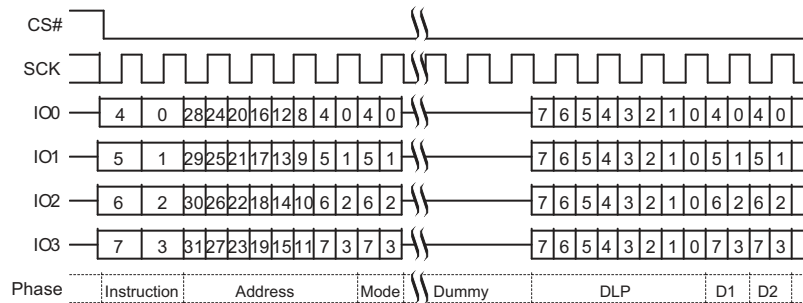 CS#
SCK
IO0 4 0 28 24 20 16 12 8 4 0 4 0 7 6 5 4 3 2 1 0 4 0 4 0
IO1 5 1 29 25 21 17 13 9 5 1 5 1 7 6 5 4 3 2 1 0 5 1 5 1
IO2 6 2 30 26 22 18 14 10 6 2 6 2 7 6 5 4 3 2 1 0 6 2 6 2
IO3 7 3 31 27 23 19 15 11 7 3 7 3 7 6 5 4 3 2 1 0 7 3 7 3
Phase Instruction Address Mode Dummy DLP D1 D2